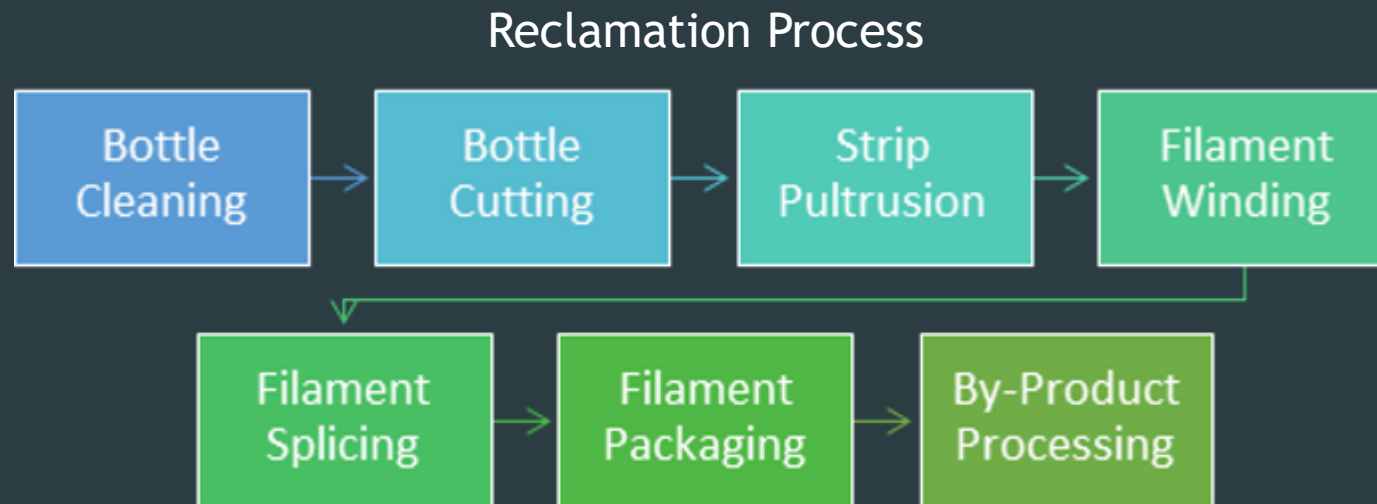 Reclamation Process
Bottle
Cleaning
Bottle
Cutting
Strip
Pultrusion
Filament
Winding
Filament
Splicing
Filament
Packaging
By-Product
Processing